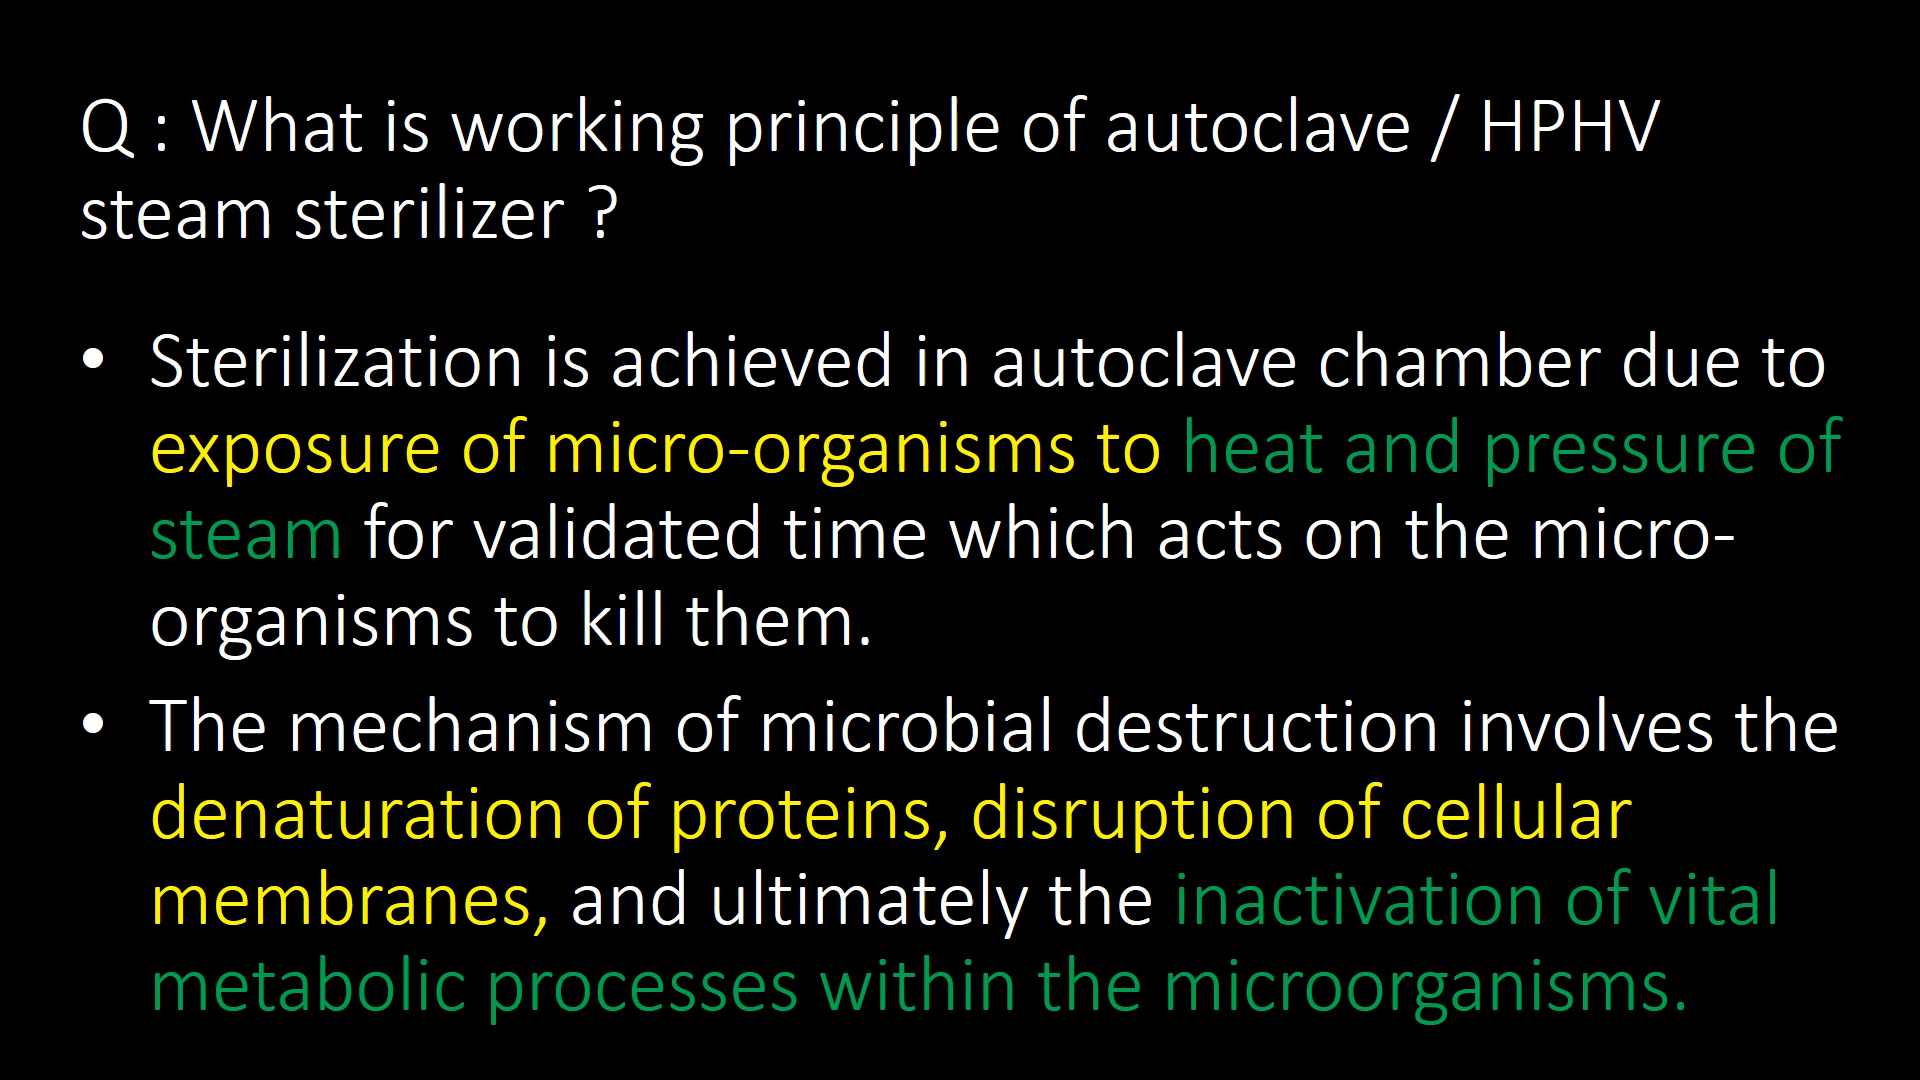 Q : What is working principle of autoclave / HPHV
steam sterilizer ?
• Sterilization is achieved in autoclave chamber due to
exposure of micro-organisms to heat and pressure of
steam for validated time which acts on the micro-
organisms to kill them.
• The mechanism of microbial destruction involves the
denaturation of proteins, disruption of cellular
membranes, and ultimately the inactivation of vital
metabolic processes within the microorganisms.